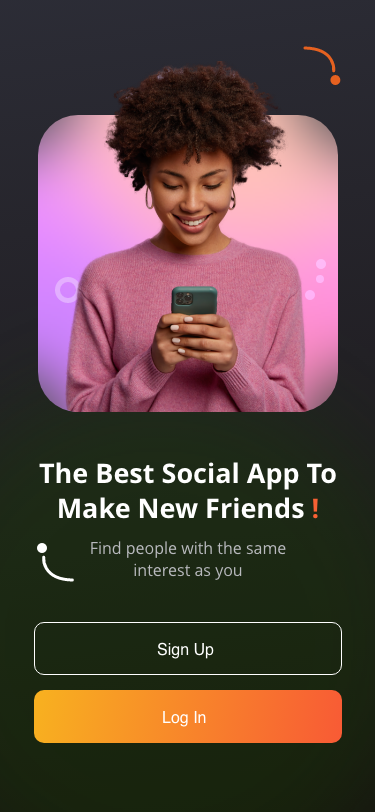 The Best Social App To
Make New Friends !
Find people with the same
interest as you
Sign Up
Log In